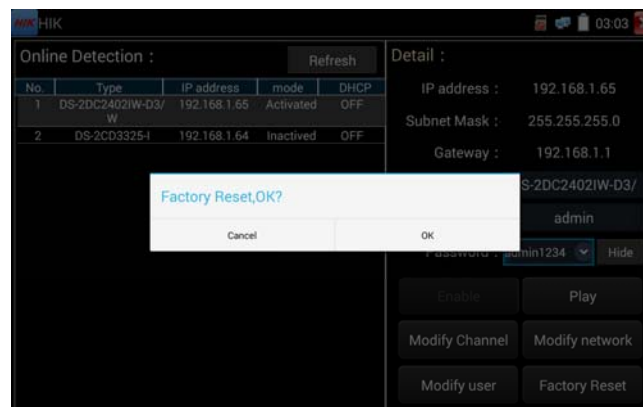 HIK HIK
03:03
Online Detection :
Refresh
No. Type IP address mode DHCP
1 DS-2DC2402IW-D3/W 192.168.1.65 Activated OFF
2 DS-2CD3325-I 192.168.1.64 Inactived OFF
Detail :
IP address : 192.168.1.65
Subnet Mask : 255.255.255.0
Gateway : 192.168.1.1
S-2DC2402IW-D3/
admin
Password : admin1234 Hide
Factory Reset,OK?
Cancel OK
Enable Play
Modify Channel Modify network
Modify user Factory Reset